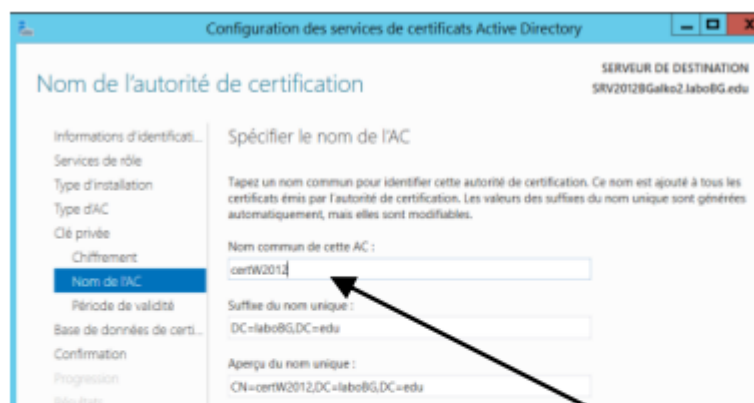 Configuration des services de certificats Active Directory
Nom de l'autorité de certification
SERVEUR DE DESTINATION
SRV2012BGalko2.laboBG.edu
Informations d'identificati...
Services de rôle
Type d'installation
Type d'AC
Clé privée
Chiffrement
Nom de l'AC
Période de validité
Base de données de certi...
Confirmation
Progression
Résultats
Spécifier le nom de l'AC
Tapez un nom commun pour identifier cette autorité de certification. Ce nom est ajouté à tous les
certificats émis par l'autorité de certification. Les valeurs des suffixes du nom unique sont générées
automatiquement, mais elles sont modifiables.
Nom commun de cette AC :
certW2012
Suffixe du nom unique :
DC=laboBG,DC=edu
Aperçu du nom unique :
CN=certW2012,DC=laboBG,DC=edu